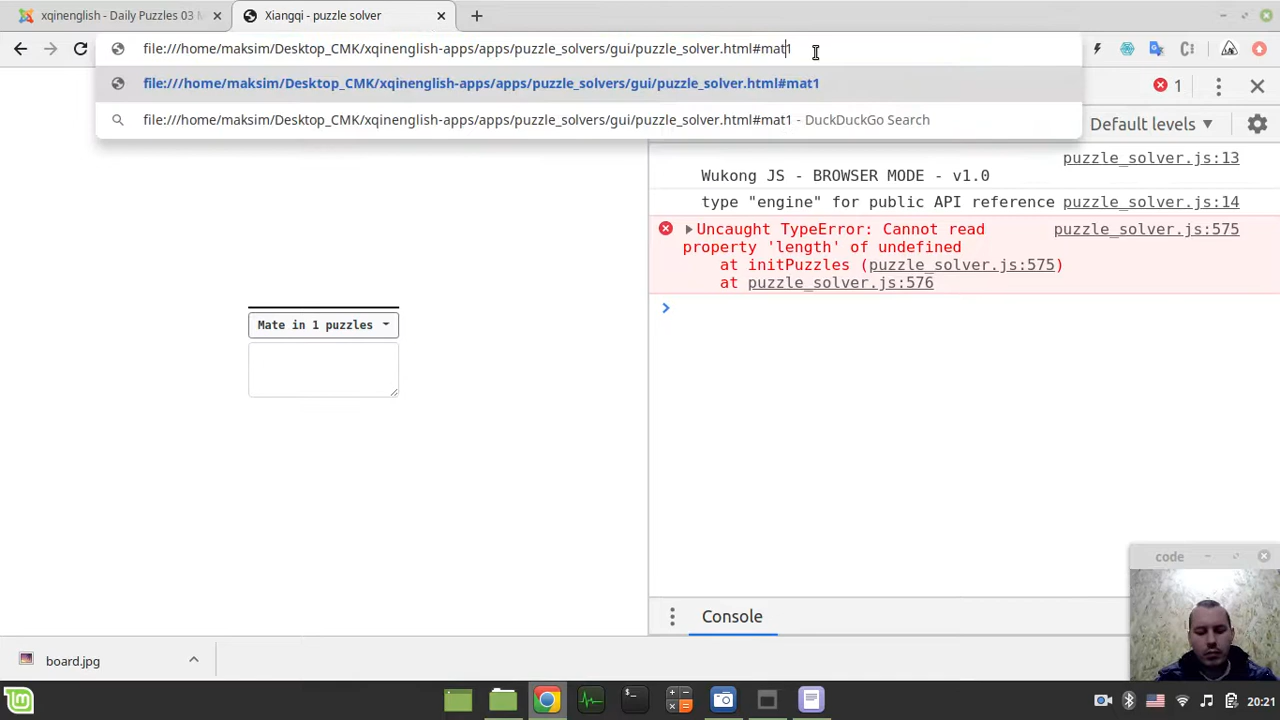 xqinenglish - Daily Puzzles 03 M
Xiangqi - puzzle solver
file:///home/maksim/Desktop_CMK/xqinenglish-apps/apps/puzzle_solvers/gui/puzzle_solver.html#mat1
file:///home/maksim/Desktop_CMK/xqinenglish-apps/apps/puzzle_solvers/gui/puzzle_solver.html#mat1
file:///home/maksim/Desktop_CMK/xqinenglish-apps/apps/puzzle_solvers/gui/puzzle_solver.html#mat1 - DuckDuckGo Search
1
Default levels ▼
puzzle_solver.js:13
Wukong JS - BROWSER MODE - v1.0
type "engine" for public API reference puzzle_solver.js:14
Uncaught TypeError: Cannot read puzzle_solver.js:575
property 'length' of undefined
at initPuzzles (puzzle_solver.js:575)
at puzzle_solver.js:576
Mate in 1 puzzles
Console
code
board.jpg
20:21